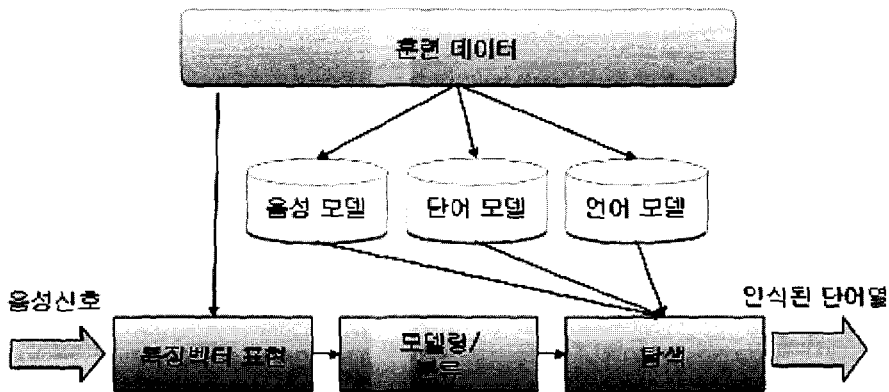 훈련 데이터
음성 모델
단어 모델
언어 모델
음성신호
인식된 단어열
특징벡터 표현
모델링/
분류
탐색